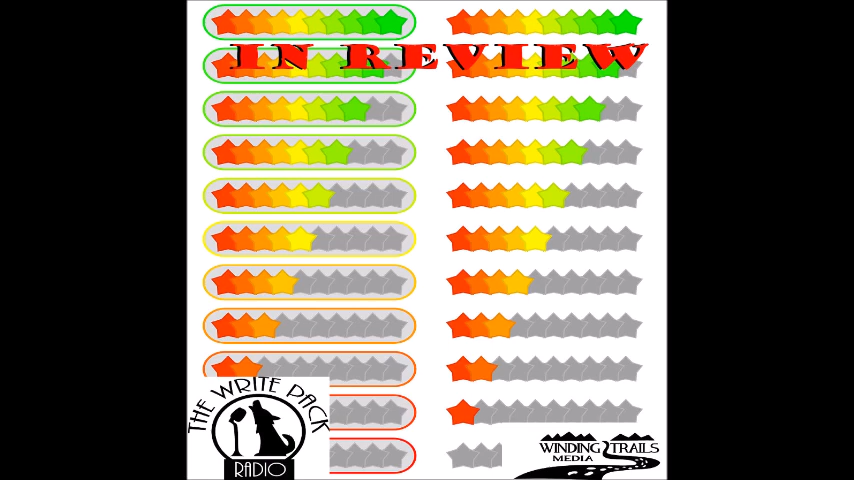 IN REVIEW
THE WRITE PACK
RADIO
WINDING TRAILS
MEDIA